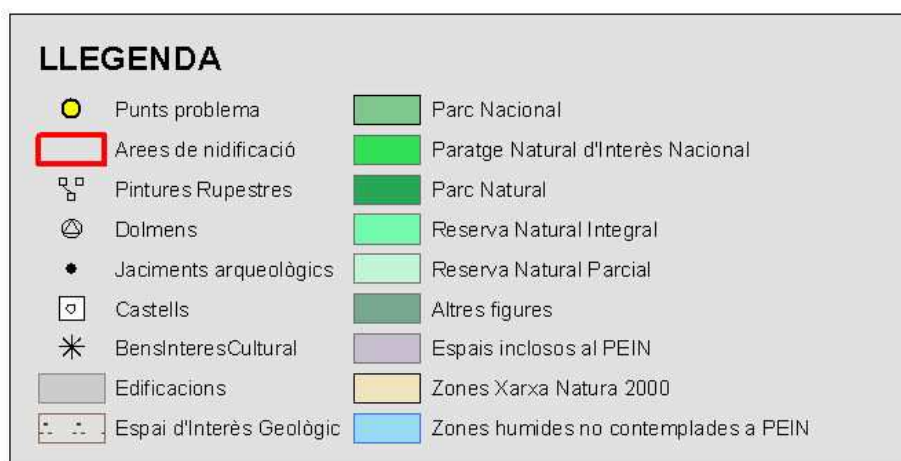 LLEGENDA
Punts problema
Arees de nidificació
Pintures Rupestres
Dolmens
Jaciments arqueològics
Castells
BensInteresCultural
Edificacions
Espai d'Interès Geològic
Parc Nacional
Paratge Natural d'Interès Nacional
Parc Natural
Reserva Natural Integral
Reserva Natural Parcial
Altres figures
Espais inclosos al PEIN
Zones Xarxa Natura 2000
Zones humides no contemplades a PEIN